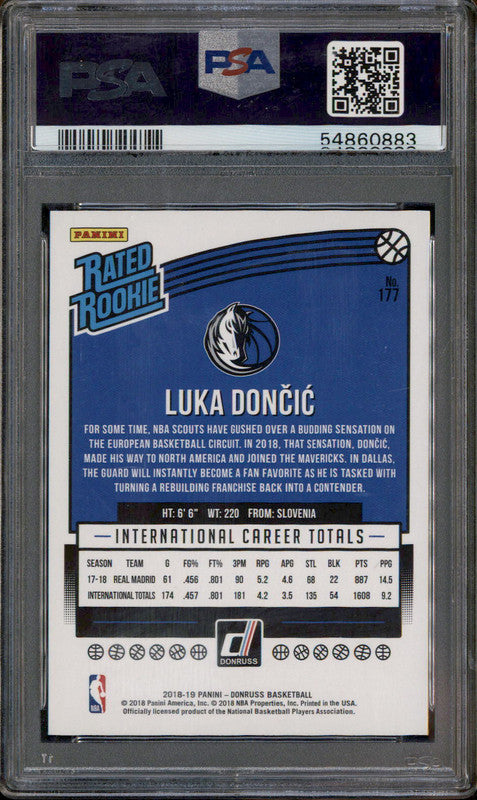 PSA
PSA
54860883
PANINI
RATED
ROOKIE
No.
177
LUKA DONČIĆ
FOR SOME TIME, NBA SCOUTS HAVE GUSHED OVER A BUDDING SENSATION ON
THE EUROPEAN BASKETBALL CIRCUIT. IN 2018, THAT SENSATION, DONČIĆ,
MADE HIS WAY TO NORTH AMERICA AND JOINED THE MAVERICKS. IN DALLAS,
THE GUARD WILL INSTANTLY BECOME A FAN FAVORITE AS HE IS TASKED WITH
TURNING A REBUILDING FRANCHISE BACK INTO A CONTENDER.
HT: 6' 6" WT: 220 FROM: SLOVENIA
INTERNATIONAL CAREER TOTALS
SEASON TEAM G FG% FT% 3PM RPG APG STL BLK PTS PPG
17-18 REAL MADRID 61 .456 .801 90 5.2 4.6 68 22 887 14.5
INTERNATIONAL TOTALS 174 .457 .801 181 4.2 3.5 135 54 1608 9.2
DONRUSS
NBA
2018-19 PANINI - DONRUSS BASKETBALL
© 2018 Panini America, Inc. © 2018 NBA Properties, Inc. Printed in the USA.
Officially licensed product of the National Basketball Players Association.